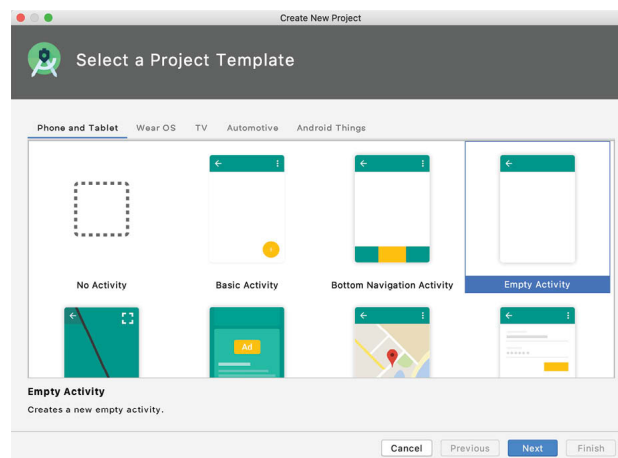 Create New Project
Select a Project Template
Phone and Tablet Wear OS TV Automotive Android Things
No Activity Basic Activity Bottom Navigation Activity Empty Activity
Ad
Empty Activity
Creates a new empty activity.
Cancel Previous Next Finish